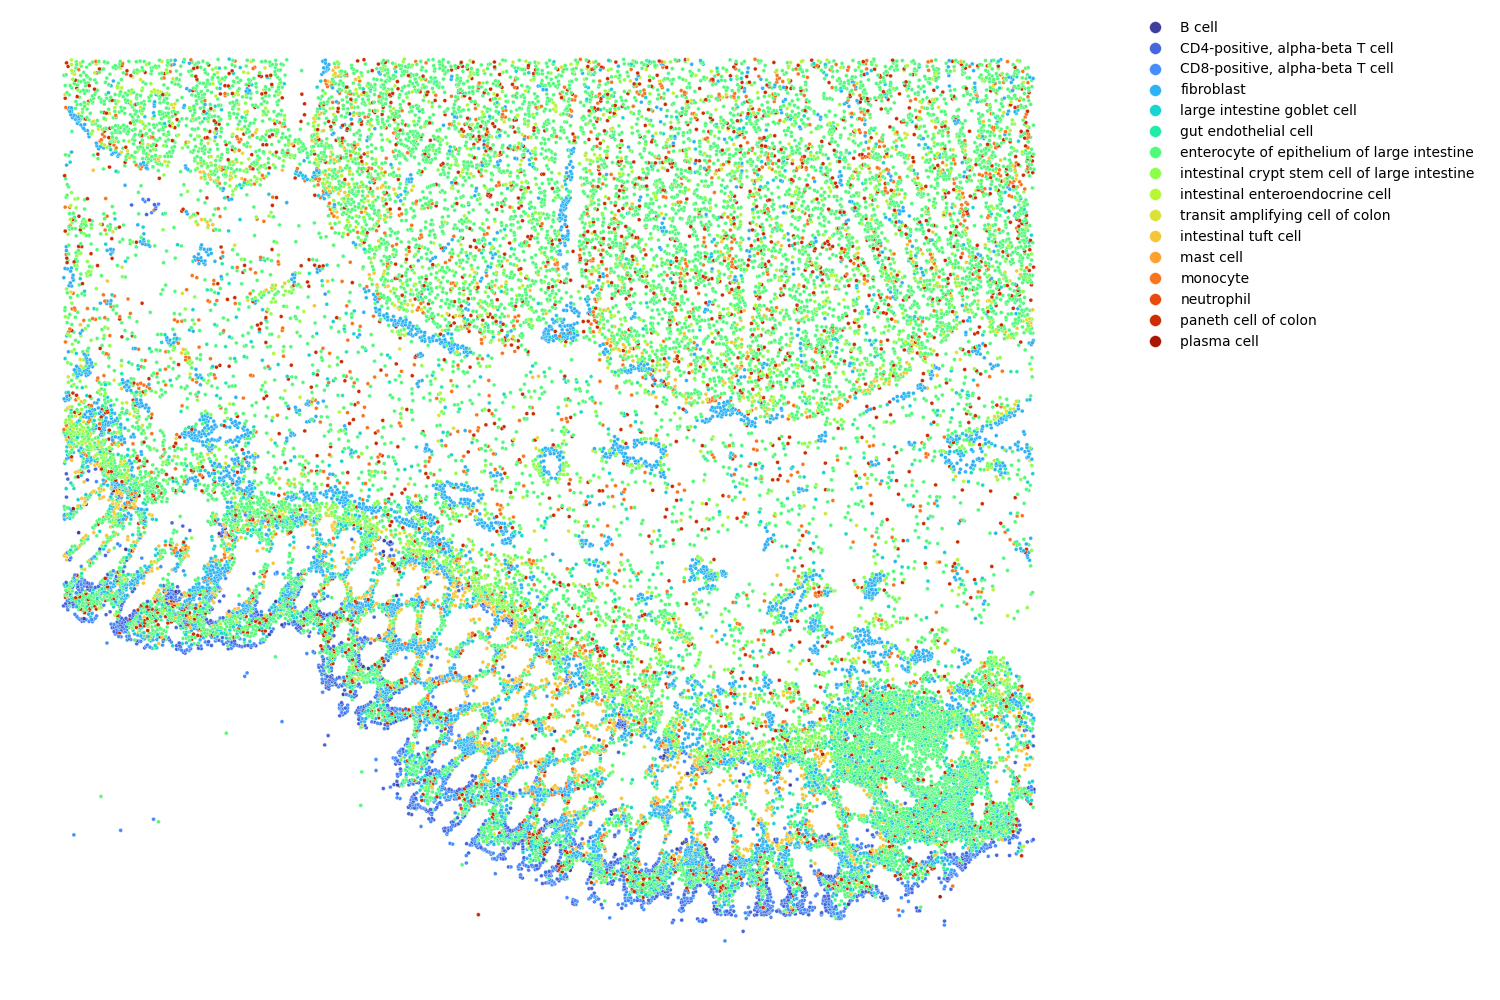 B cell
CD4-positive, alpha-beta T cell
CD8-positive, alpha-beta T cell
fibroblast
large intestine goblet cell
gut endothelial cell
enterocyte of epithelium of large intestine
intestinal crypt stem cell of large intestine
intestinal enteroendocrine cell
transit amplifying cell of colon
intestinal tuft cell
mast cell
monocyte
neutrophil
paneth cell of colon
plasma cell